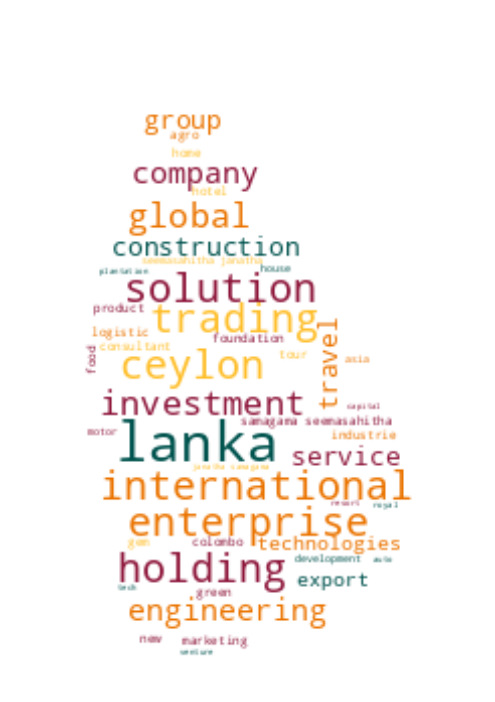 group
agro
home
company
hotel
global
construction
seemasahitha janatha
plantation house
solution
product trading
logistic foundation
food consultant tour travel asia
ceylon
investment capital
samagama seemasahitha
motor lanka industrie
service
janatha samagama
international
resort royal
enterprise
gem colombo technologies
holding development auto
export
tech green
engineering
new marketing
venture